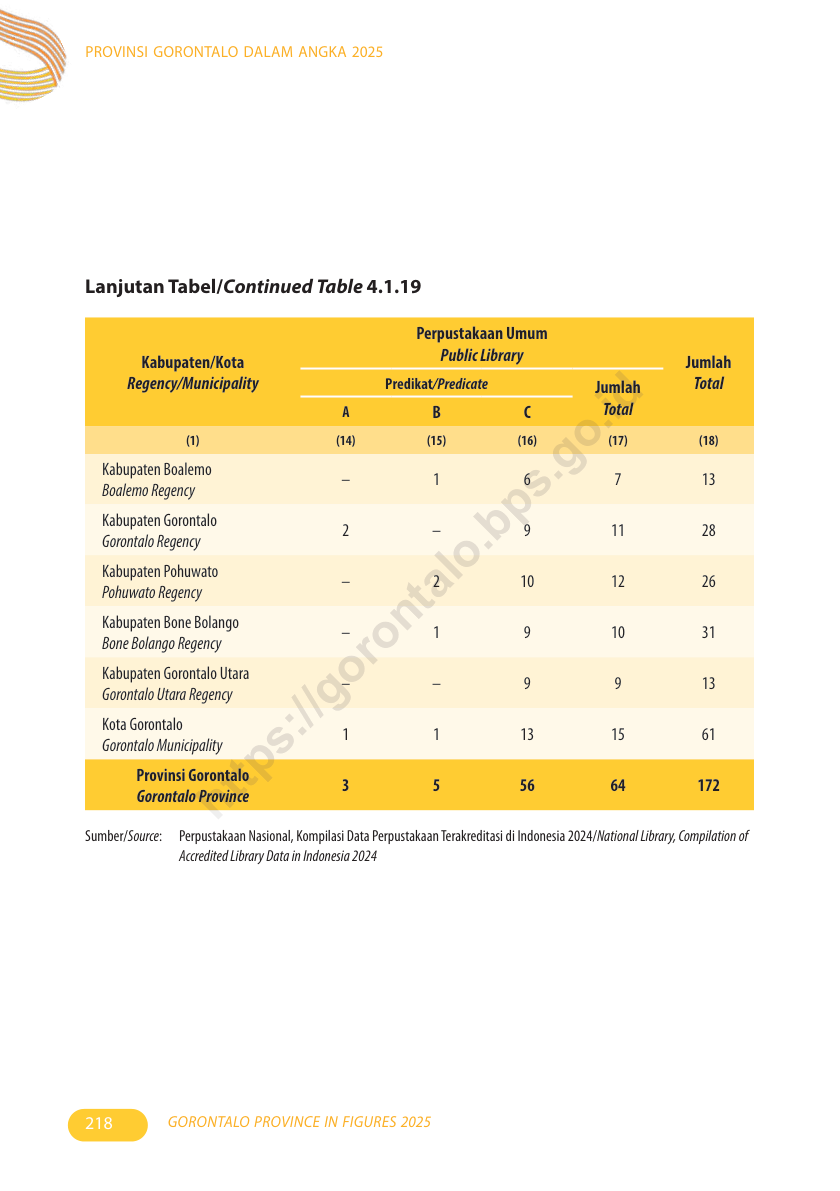 PROVINSI GORONTALO DALAM ANGKA 2025
Lanjutan Tabel/Continued Table 4.1.19
Kabupaten/Kota
Regency/Municipality
Perpustakaan Umum
Public Library
Jumlah
Total
Predikat/Predicate
Jumlah
Total
A B C
(1) (14) (15) (16) (17) (18)
Kabupaten Boalemo
Boalemo Regency
– 1 6 7 13
Kabupaten Gorontalo
Gorontalo Regency
2 – 9 11 28
Kabupaten Pohuwato
Pohuwato Regency
– 2 10 12 26
Kabupaten Bone Bolango
Bone Bolango Regency
– 1 9 10 31
Kabupaten Gorontalo Utara
Gorontalo Utara Regency
– – 9 9 13
Kota Gorontalo
Gorontalo Municipality
1 1 13 15 61
Provinsi Gorontalo
Gorontalo Province
3 5 56 64 172
Sumber/Source: Perpustakaan Nasional, Kompilasi Data Perpustakaan Terakreditasi di Indonesia 2024/National Library, Compilation of
Accredited Library Data in Indonesia 2024
https://gorontalo.bps.go.id
218 GORONTALO PROVINCE IN FIGURES 2025